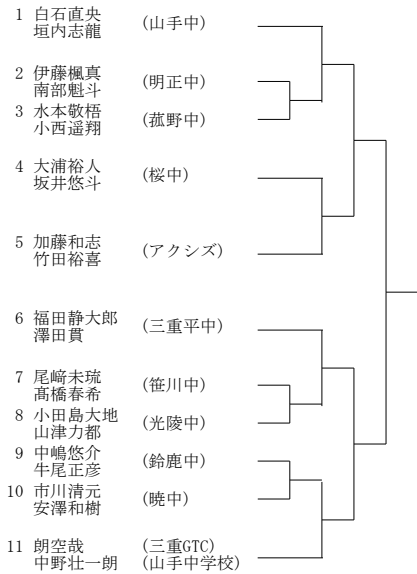 1 白石直央 (山手中)
垣内志龍
2 伊藤楓真 (明正中)
南部魁斗
3 水本敬悟 (菰野中)
小西遥翔
4 大浦裕人 (桜中)
坂井悠斗
5 加藤和志 (アクシズ)
竹田裕喜
6 福田静大郎 (三重平中)
澤田貫
7 尾﨑未琉 (笹川中)
髙橋春希
8 小田島大地 (光陵中)
山津力都
9 中嶋悠介 (鈴鹿中)
牛尾正彦
10 市川清元 (暁中)
安澤和樹
11 朗空哉 (三重GTC)
中野壮一朗 (山手中学校)